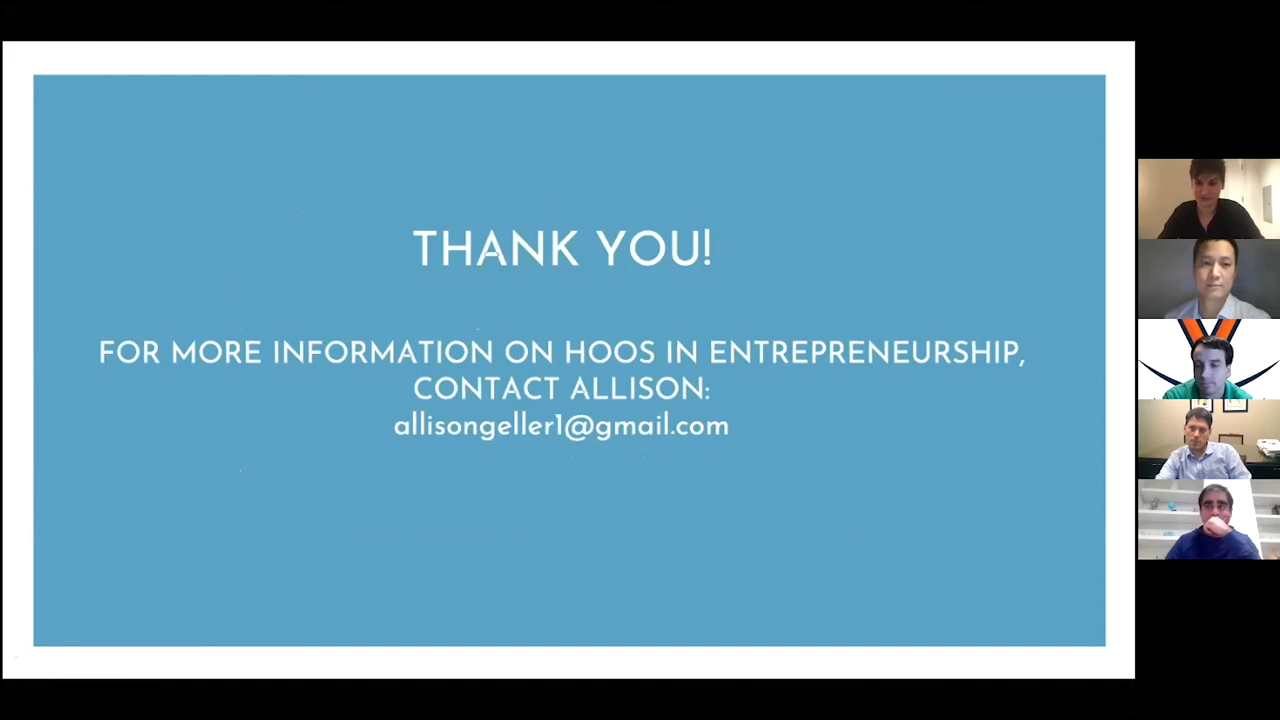 THANK YOU!
FOR MORE INFORMATION ON HOOS IN ENTREPRENEURSHIP,
CONTACT ALLISON:
allisongeller1@gmail.com